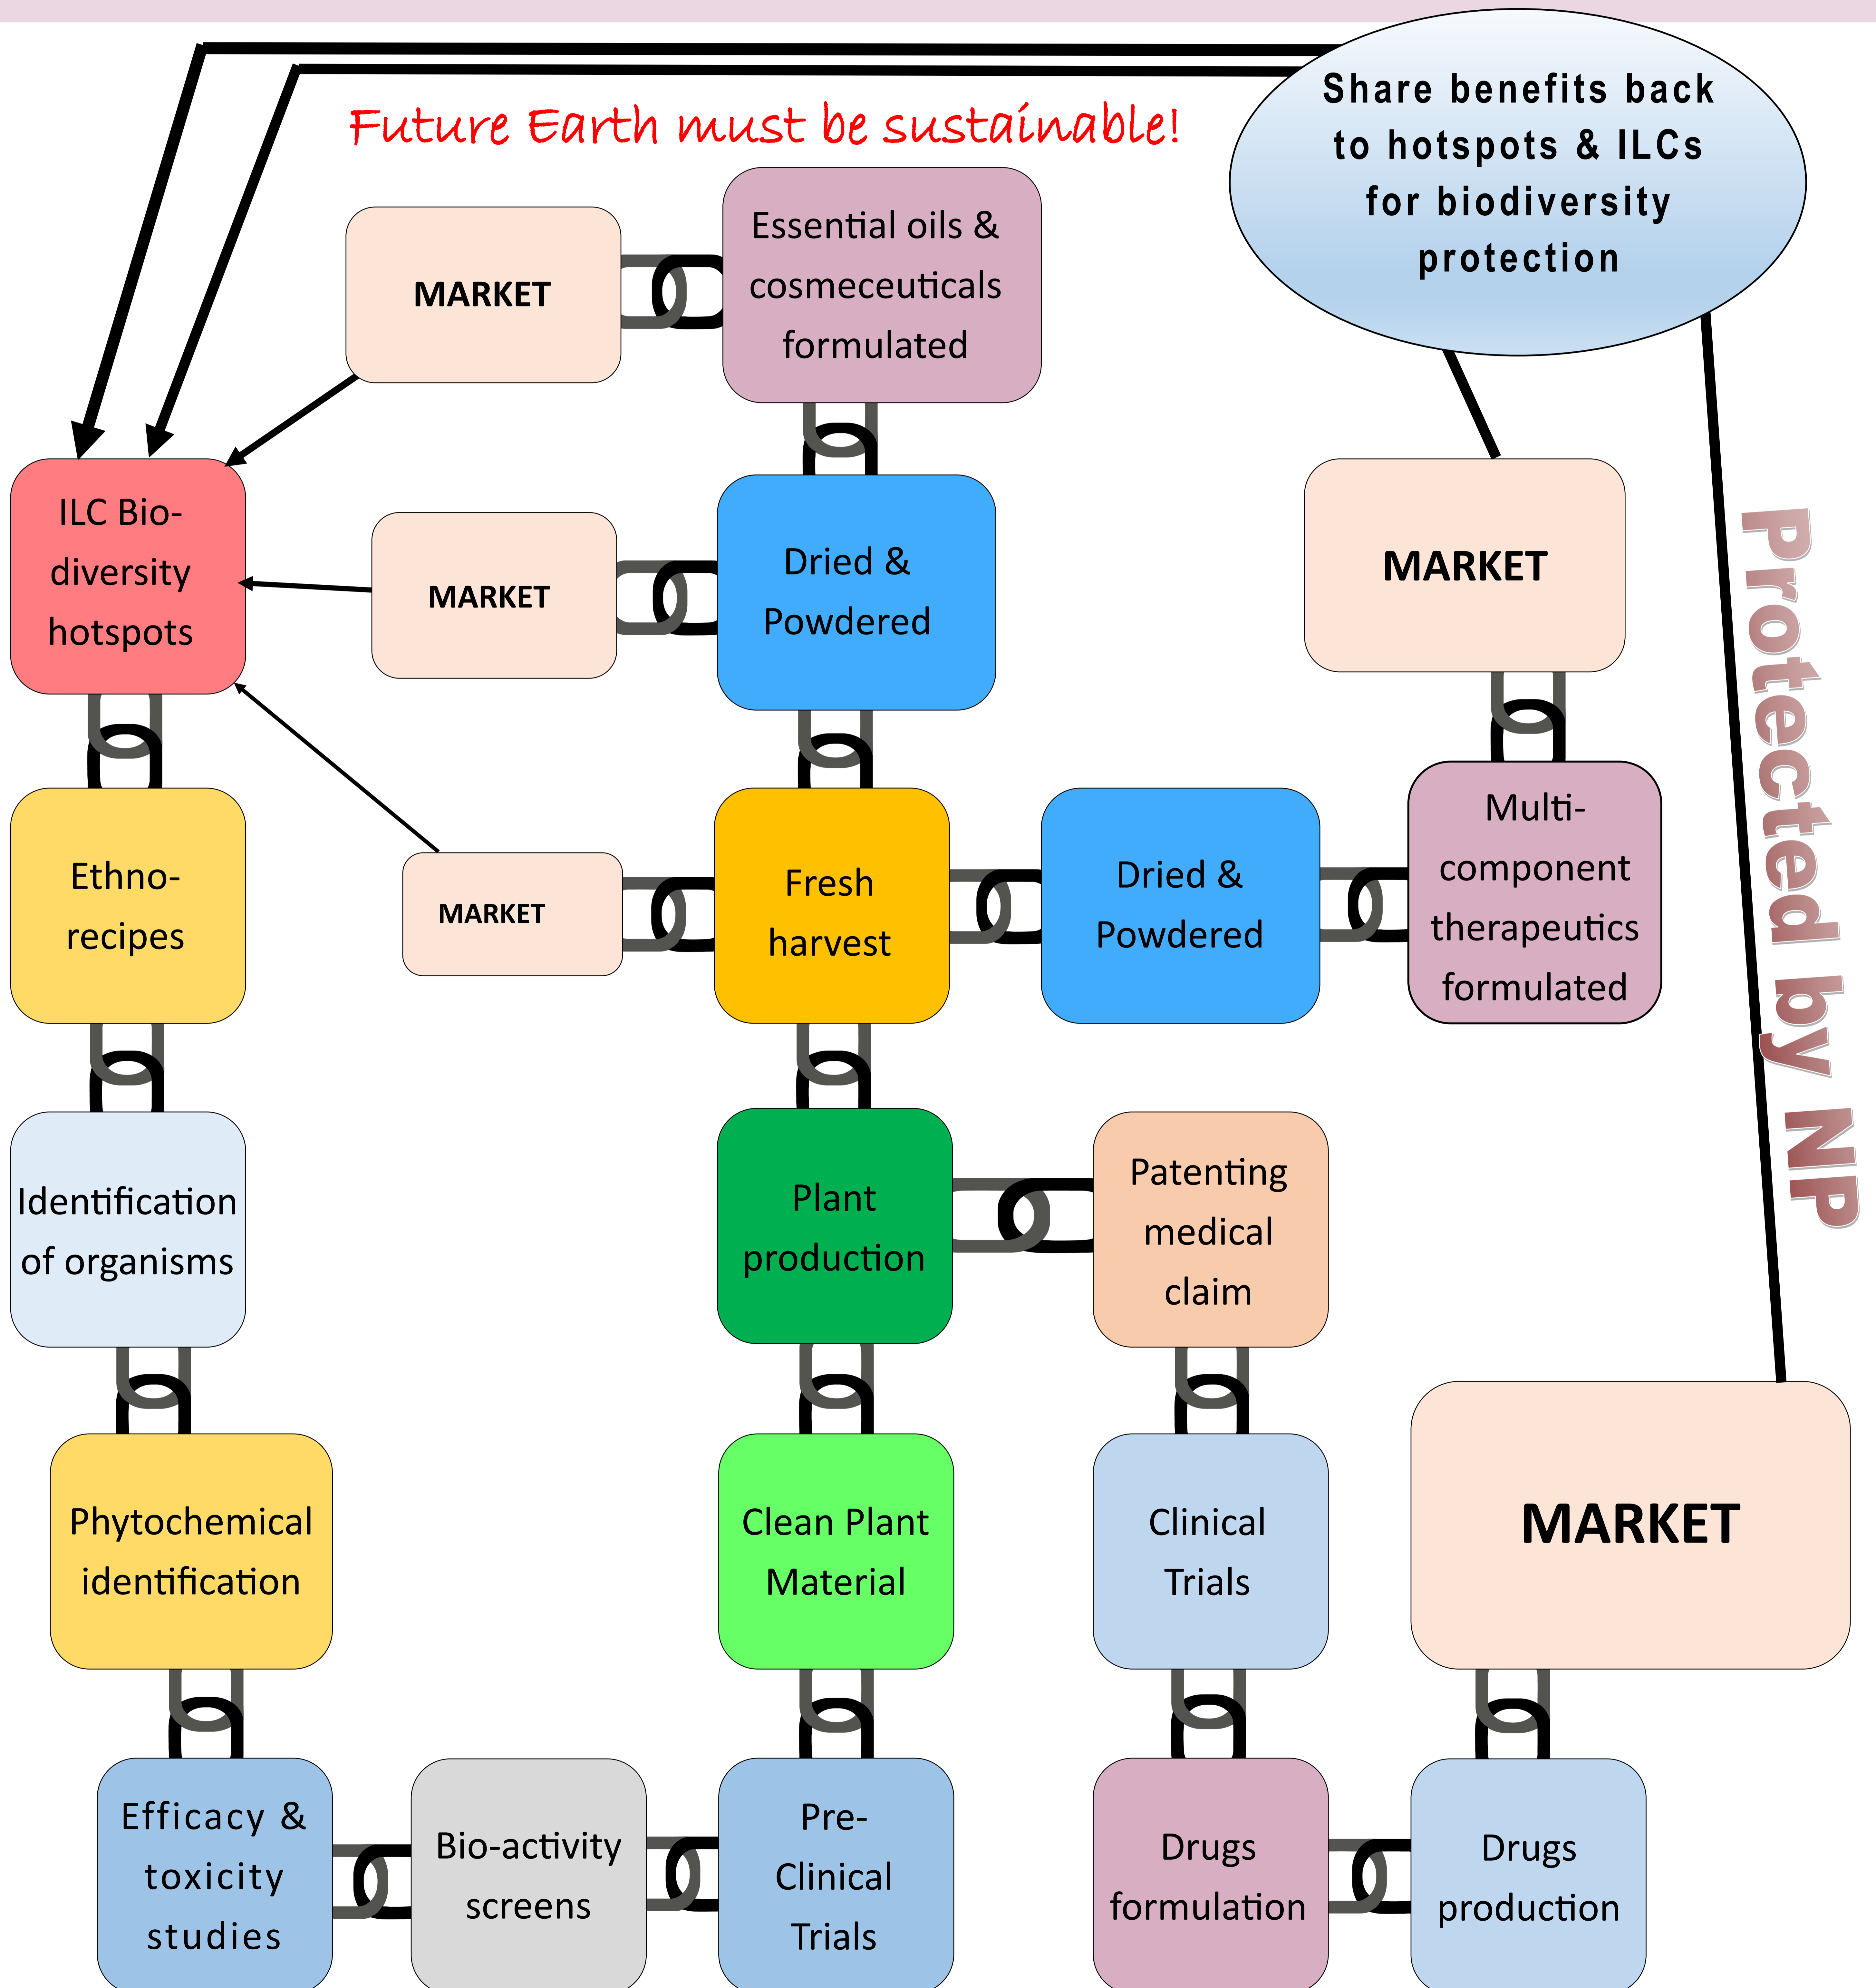 Share benefits back
to hotspots & ILCs
for biodiversity
protection
Future Earth must be sustainable!
MARKET
Essential oils &
cosmeceuticals
formulated
ILC Bio-
diversity
hotspots
MARKET
Dried &
Powdered
MARKET
Protected by NP
Ethno-
recipes
MARKET
Fresh
harvest
Dried &
Powdered
Multi-
component
therapeutics
formulated
Identification
of organisms
Plant
production
Patenting
medical
claim
Phytochemical
identification
Clean Plant
Material
Clinical
Trials
MARKET
Efficacy &
toxicity
studies
Bio-activity
screens
Pre-
Clinical
Trials
Drugs
formulation
Drugs
production